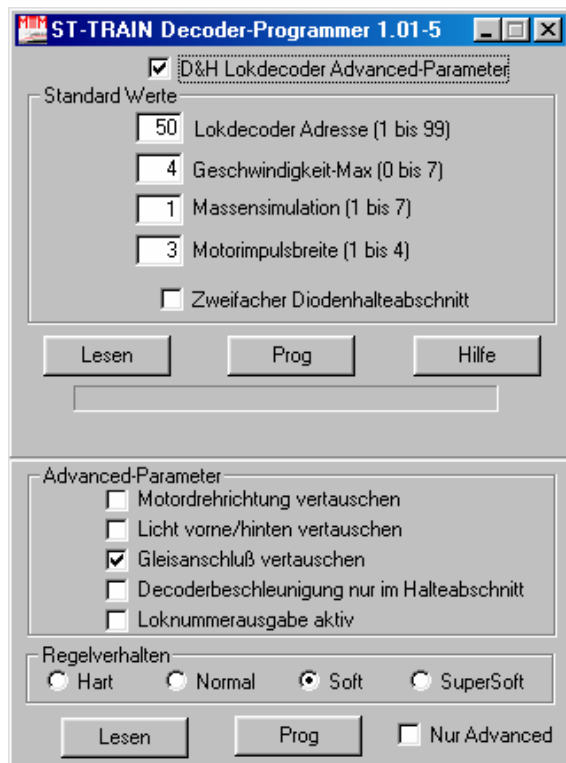 ST-TRAIN Decoder-Programmer 1.01-5
D&H Lokdecoder Advanced-Parameter
Standard Werte
50 Lokdecoder Adresse (1 bis 99)
4 Geschwindigkeit-Max (0 bis 7)
1 Massensimulation (1 bis 7)
3 Motorimpulsbreite (1 bis 4)
Zweifacher Diodenhalteabschnitt
Lesen Prog Hilfe
Advanced-Parameter
Motordrehrichtung vertauschen
Licht vorne/hinten vertauschen
Gleisanschluß vertauschen
Decoderbeschleunigung nur im Halteabschnitt
Loknummerausgabe aktiv
Regelverhalten
Hart Normal Soft SuperSoft
Lesen Prog Nur Advanced